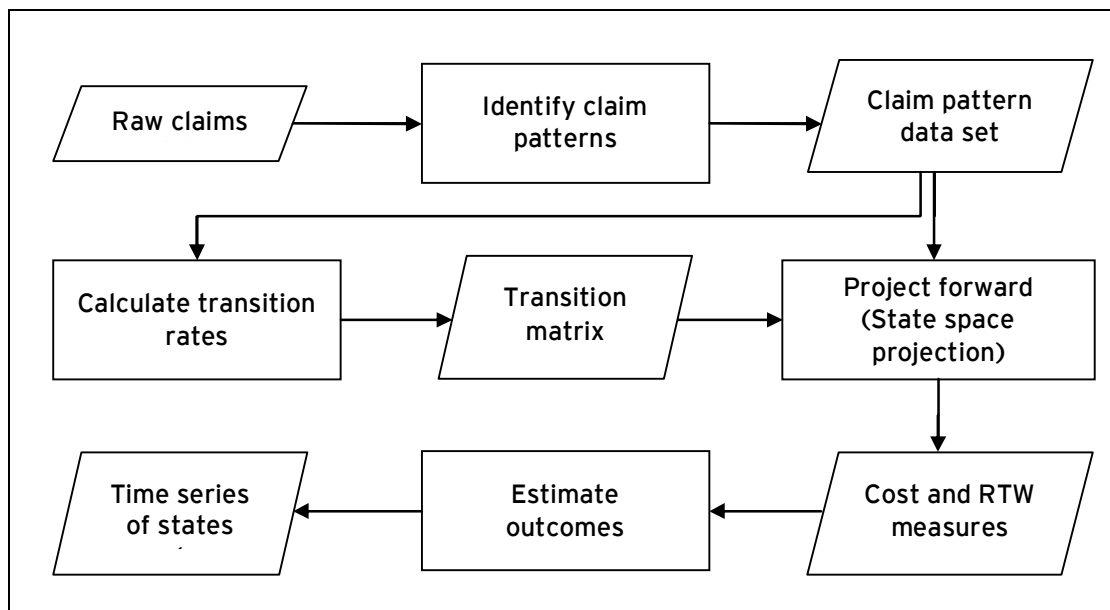 Raw claims
Identify claim
patterns
Claim pattern
data set
Calculate transition
rates
Transition
matrix
Project forward
(State space
projection)
Time series
of states
Estimate
outcomes
Cost and RTW
measures